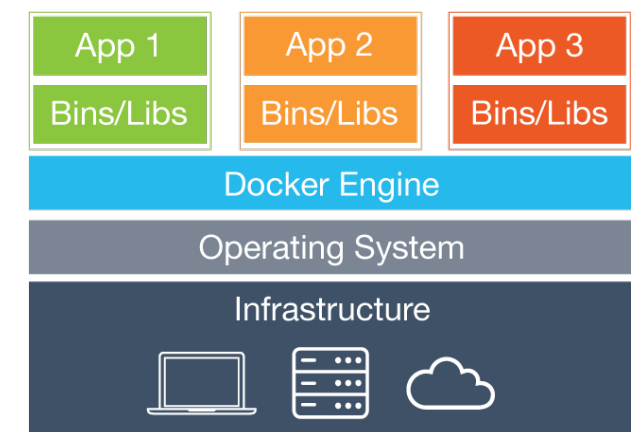 App 1
App 2
App 3
Bins/Libs
Bins/Libs
Bins/Libs
Docker Engine
Operating System
Infrastructure